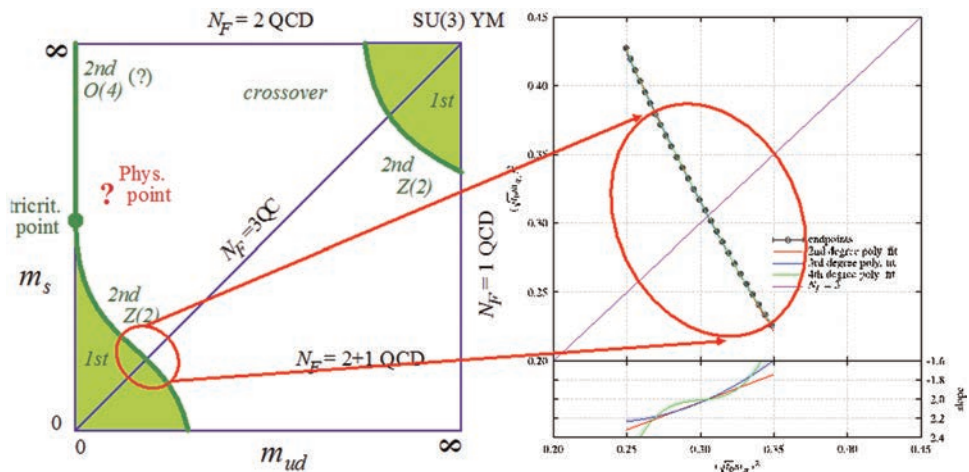 N_F = 2 QCD
SU(3) YM
∞
2nd
O(4) (?)
crossover
1st
2nd
Z(2)
? Phys.
point
tricrit.
point
N_F =3QC
m_s
2nd
Z(2)
1st
N_F = 2+1 QCD
0
0
m_ud
∞
N_F = 1 QCD
0.45
0.40
0.35
0.30
0.25
0.20
endpoints
2nd degree poly. fit
3rd degree poly. fit
4th degree poly. fit
-1.6
-1.8
2.0
2.2
2.4
slope
0.20
0.25
0.30
0.35